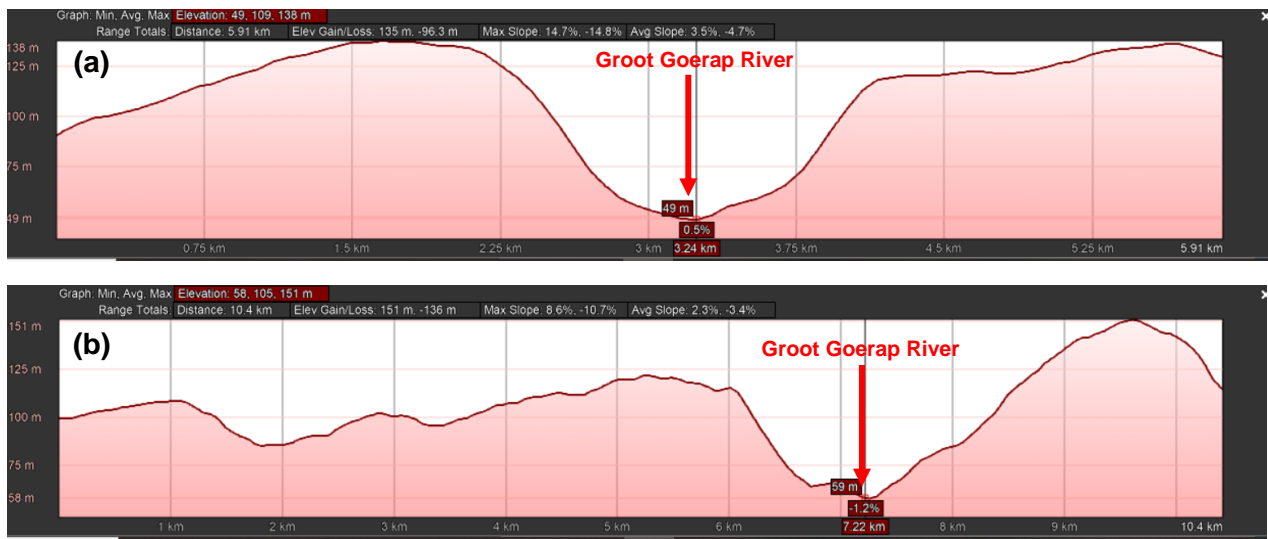 Graph: Min, Avg, Max Elevation: 49, 109, 138 m
Range Totals: Distance: 5.91 km Elev Gain/Loss: 135 m, -96.3 m Max Slope: 14.7%, -14.8% Avg Slope: 3.5%, -4.7%
138 m
(a)
Groot Goerap River
125 m
100 m
75 m
49 m
49 m
0.5%
0.75 km 1.5 km 2.25 km 3 km 3.24 km 3.75 km 4.5 km 5.25 km 5.91 km
Graph: Min, Avg, Max Elevation: 58, 105, 151 m
Range Totals: Distance: 10.4 km Elev Gain/Loss: 151 m, -136 m Max Slope: 8.6%, -10.7% Avg Slope: 2.3%, -3.4%
151 m
(b)
Groot Goerap River
125 m
100 m
75 m
59 m
58 m
-1.2%
1 km 2 km 3 km 4 km 5 km 6 km 7.22 km 8 km 9 km 10.4 km